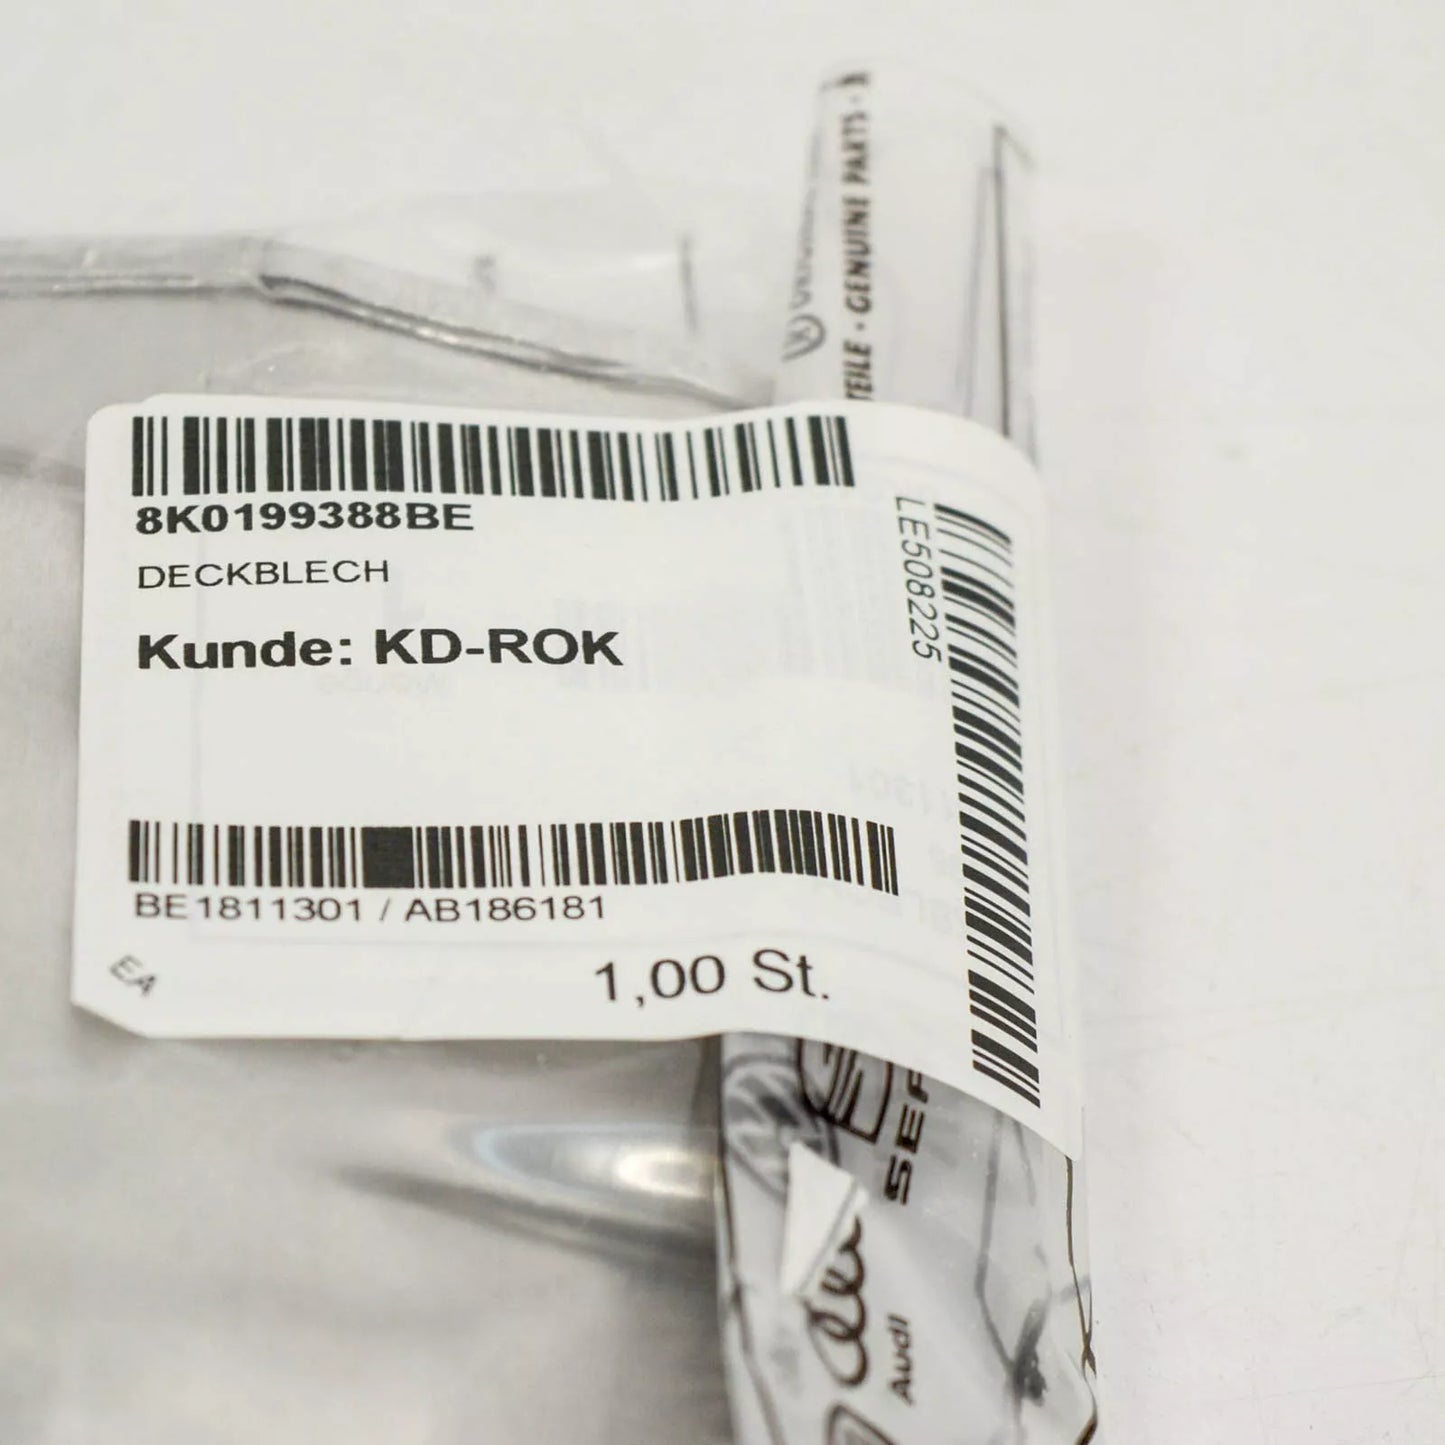 TEILE · GENUINE PARTS ·
8K0199388BE
DECKBLECH
Kunde: KD-ROK
LE508225
BE1811301 / AB186181
EA
1,00 St.
Audi